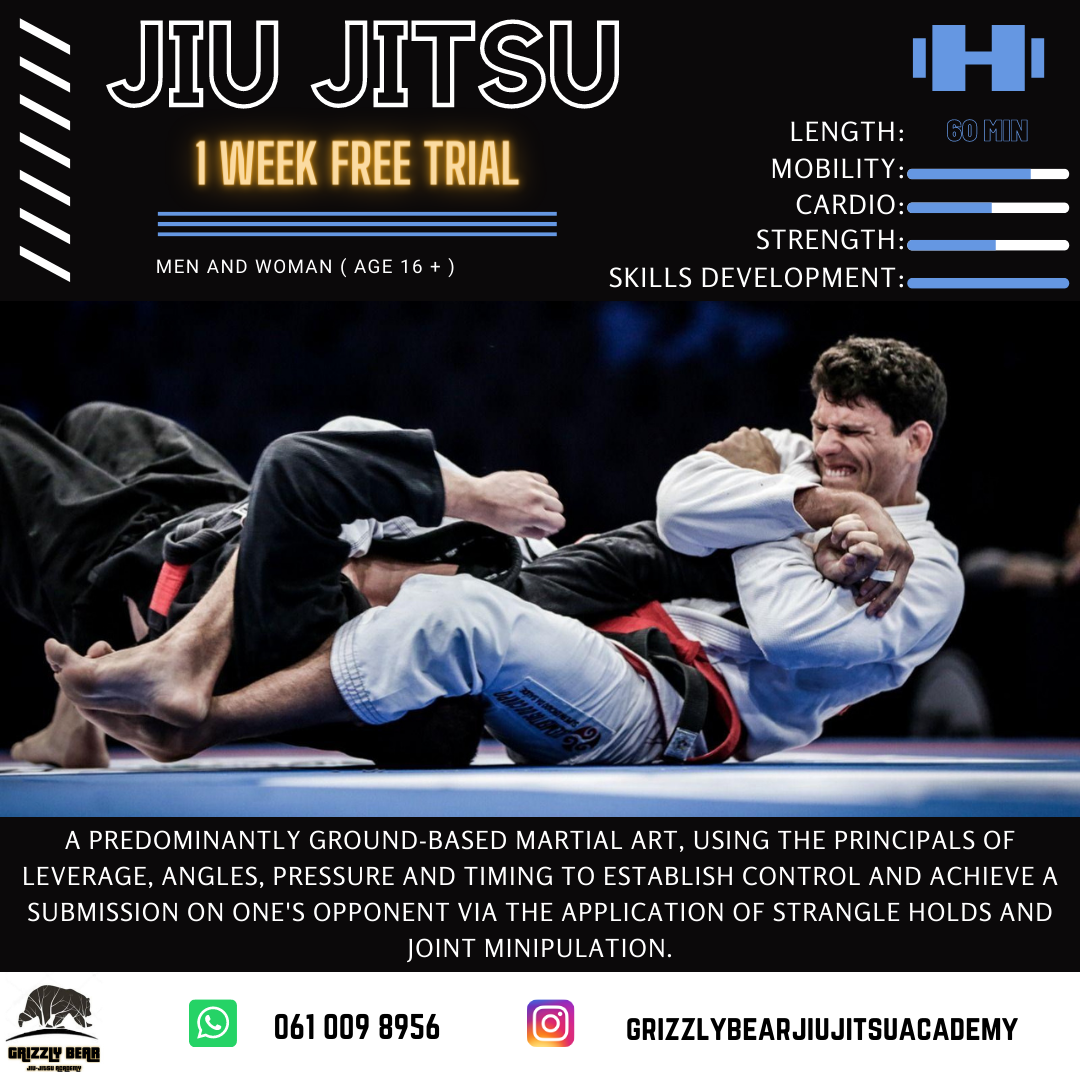 JIU JITSU
1 WEEK FREE TRIAL
MEN AND WOMAN ( AGE 16 + )
LENGTH: 60 MIN
MOBILITY:
CARDIO:
STRENGTH:
SKILLS DEVELOPMENT:
A PREDOMINANTLY GROUND-BASED MARTIAL ART, USING THE PRINCIPALS OF
LEVERAGE, ANGLES, PRESSURE AND TIMING TO ESTABLISH CONTROL AND ACHIEVE A
SUBMISSION ON ONE'S OPPONENT VIA THE APPLICATION OF STRANGLE HOLDS AND
JOINT MINIPULATION.
GRIZZLY BEAR
JIU-JITSU ACADEMY
061 009 8956
GRIZZLYBEARJIUJITSUACADEMY